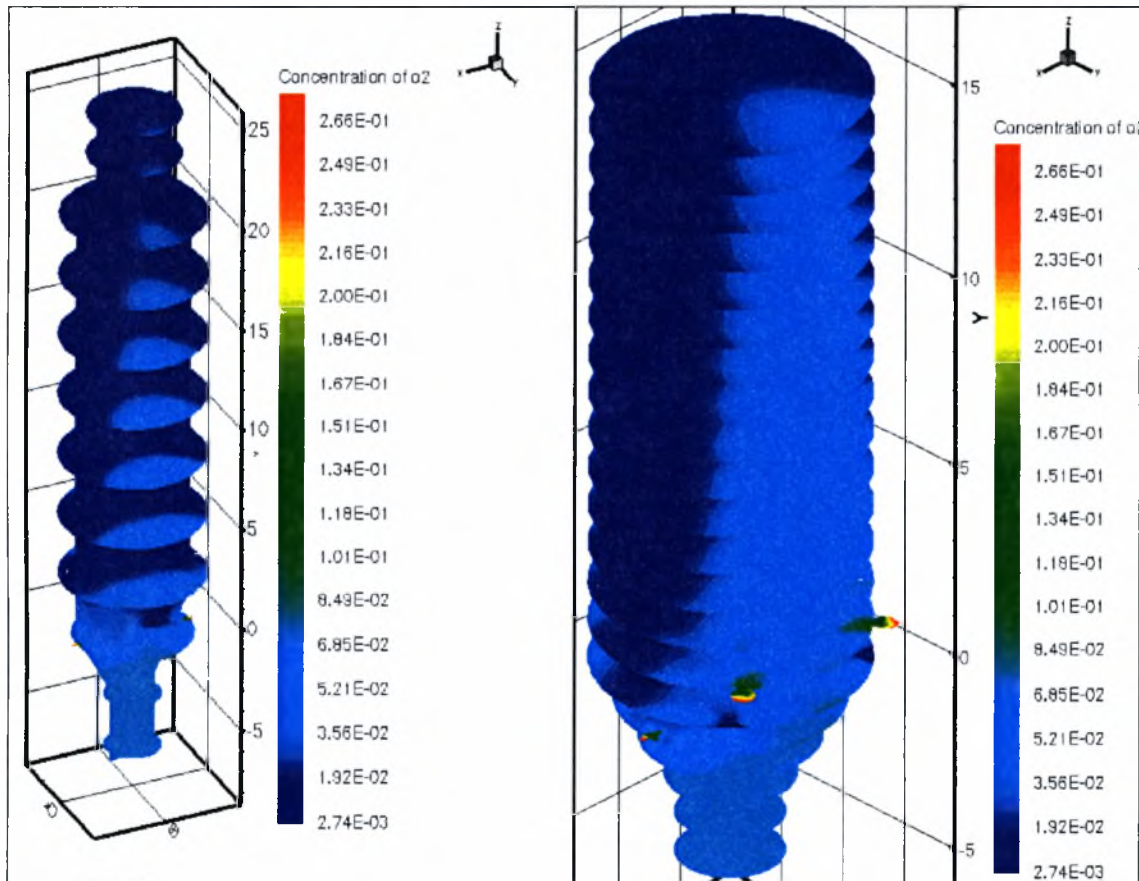 z
x
Y
Concentration of o2
2.66E-01
2.49E-01
2.33E-01
2.16E-01
2.00E-01
1.84E-01
1.67E-01
1.51E-01
1.34E-01
1.18E-01
1.01E-01
8.49E-02
6.85E-02
5.21E-02
3.56E-02
1.92E-02
2.74E-03
25
20
15
10
5
0
-5
z
x
Y
Concentration of o2
2.66E-01
2.49E-01
2.33E-01
2.16E-01
2.00E-01
1.84E-01
1.67E-01
1.51E-01
1.34E-01
1.18E-01
1.01E-01
8.49E-02
6.85E-02
5.21E-02
3.56E-02
1.92E-02
2.74E-03
15
10
Y
5
0
-5